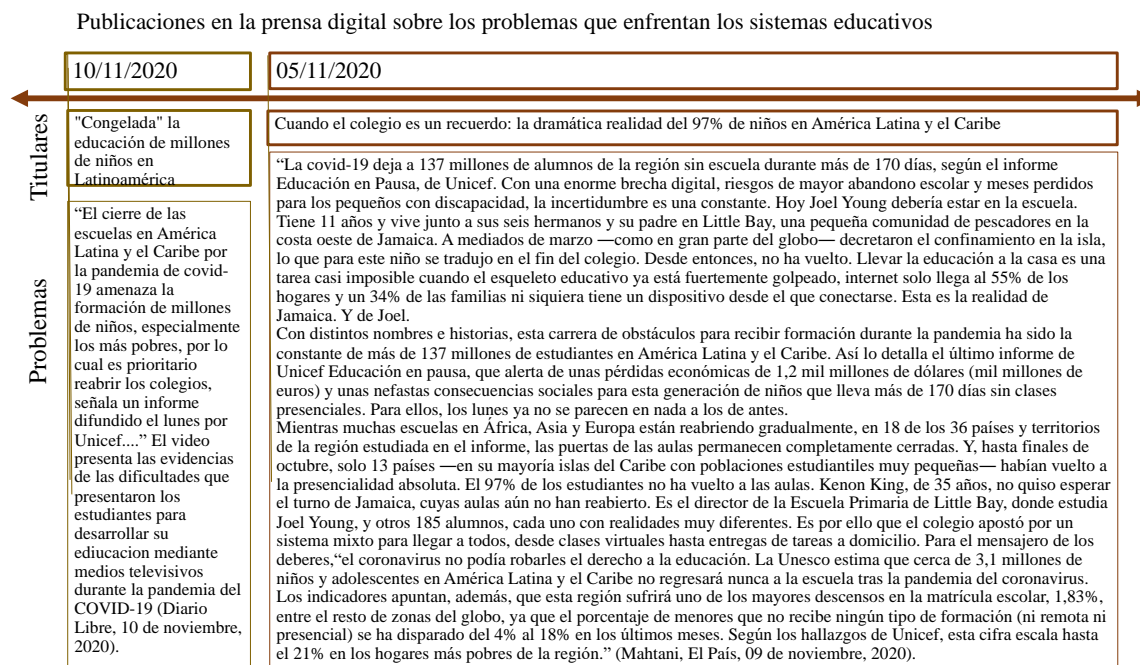 Publicaciones en la prensa digital sobre los problemas que enfrentan los sistemas educativos
10/11/2020
05/11/2020
Titulares
"Congelada" la
educación de millones
de niños en
Latinoamérica
Cuando el colegio es un recuerdo: la dramática realidad del 97% de niños en América Latina y el Caribe
Problemas
“El cierre de las
escuelas en América
Latina y el Caribe por
la pandemia de covid-
19 amenaza la
formación de millones
de niños, especialmente
los más pobres, por lo
cual es prioritario
reabrir los colegios,
señala un informe
difundido el lunes por
Unicef....” El video
presenta las evidencias
de las dificultades que
presentaron los
estudiantes para
desarrollar su
ediucacion mediante
medios televisivos
durante la pandemia del
COVID-19 (Diario
Libre, 10 de noviembre,
2020).
“La covid-19 deja a 137 millones de alumnos de la región sin escuela durante más de 170 días, según el informe
Educación en Pausa, de Unicef. Con una enorme brecha digital, riesgos de mayor abandono escolar y meses perdidos
para los pequeños con discapacidad, la incertidumbre es una constante. Hoy Joel Young debería estar en la escuela.
Tiene 11 años y vive junto a sus seis hermanos y su padre en Little Bay, una pequeña comunidad de pescadores en la
costa oeste de Jamaica. A mediados de marzo —como en gran parte del globo— decretaron el confinamiento en la isla,
lo que para este niño se tradujo en el fin del colegio. Desde entonces, no ha vuelto. Llevar la educación a la casa es una
tarea casi imposible cuando el esqueleto educativo ya está fuertemente golpeado, internet solo llega al 55% de los
hogares y un 34% de las familias ni siquiera tiene un dispositivo desde el que conectarse. Esta es la realidad de
Jamaica. Y de Joel.
Con distintos nombres e historias, esta carrera de obstáculos para recibir formación durante la pandemia ha sido la
constante de más de 137 millones de estudiantes en América Latina y el Caribe. Así lo detalla el último informe de
Unicef Educación en pausa, que alerta de unas pérdidas económicas de 1,2 mil millones de dólares (mil millones de
euros) y unas nefastas consecuencias sociales para esta generación de niños que lleva más de 170 días sin clases
presenciales. Para ellos, los lunes ya no se parecen en nada a los de antes.
Mientras muchas escuelas en África, Asia y Europa están reabriendo gradualmente, en 18 de los 36 países y territorios
de la región estudiada en el informe, las puertas de las aulas permanecen completamente cerradas. Y, hasta finales de
octubre, solo 13 países —en su mayoría islas del Caribe con poblaciones estudiantiles muy pequeñas— habían vuelto a
la presencialidad absoluta. El 97% de los estudiantes no ha vuelto a las aulas. Kenon King, de 35 años, no quiso esperar
el turno de Jamaica, cuyas aulas aún no han reabierto. Es el director de la Escuela Primaria de Little Bay, donde estudia
Joel Young, y otros 185 alumnos, cada uno con realidades muy diferentes. Es por ello que el colegio apostó por un
sistema mixto para llegar a todos, desde clases virtuales hasta entregas de tareas a domicilio. Para el mensajero de los
deberes,“el coronavirus no podía robarles el derecho a la educación. La Unesco estima que cerca de 3,1 millones de
niños y adolescentes en América Latina y el Caribe no regresará nunca a la escuela tras la pandemia del coronavirus.
Los indicadores apuntan, además, que esta región sufrirá uno de los mayores descensos en la matrícula escolar, 1,83%,
entre el resto de zonas del globo, ya que el porcentaje de menores que no recibe ningún tipo de formación (ni remota ni
presencial) se ha disparado del 4% al 18% en los últimos meses. Según los hallazgos de Unicef, esta cifra escala hasta
el 21% en los hogares más pobres de la región.” (Mahtani, El País, 09 de noviembre, 2020).